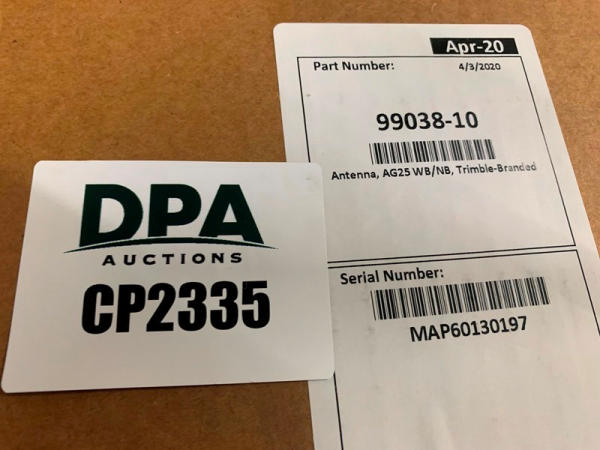 Apr-20
Part Number:
4/3/2020
99038-10
Antenna, AG25 WB/NB, Trimble-Branded
Serial Number:
MAP60130197
DPA
AUCTIONS
CP2335